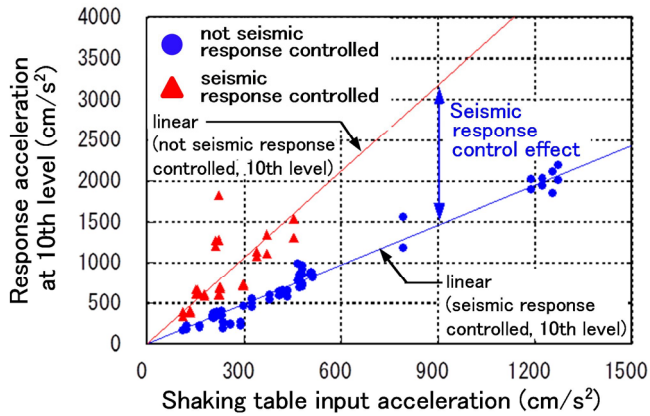 4000
3500
3000
2500
2000
1500
1000
500
0
Response acceleration
at 10th level (cm/s²)
not seismic
response controlled
seismic
response controlled
linear
(not seismic response
controlled, 10th level)
Seismic
response
control effect
linear
(seismic response
controlled, 10th level)
0 300 600 900 1200 1500
Shaking table input acceleration (cm/s²)